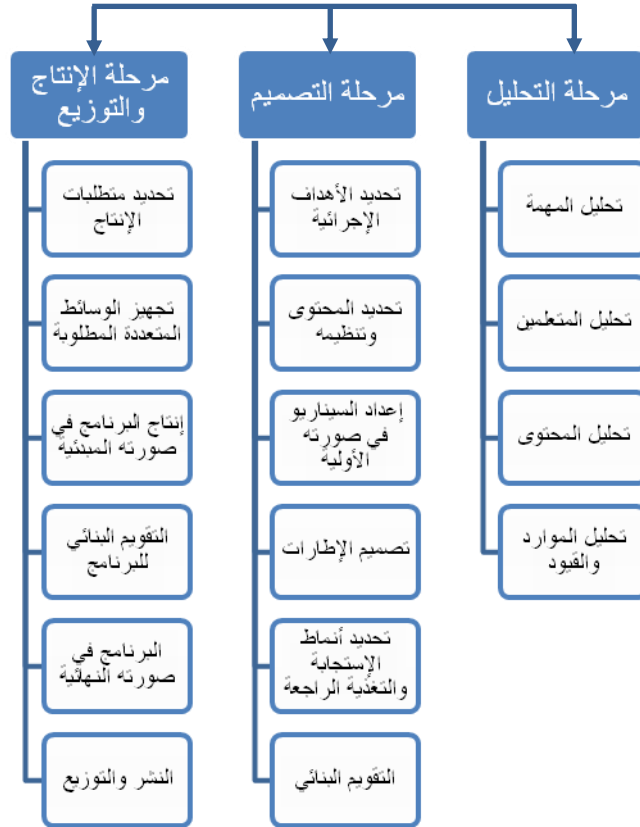 مرحلة التحليل
تحليل المهمة
تحليل المتعلمين
تحليل المحتوى
تحليل الموارد
والقيود
مرحلة التصميم
تحديد الأهداف
الإجرائية
تحديد المحتوى
وتنظيمه
إعداد السيناريو
في صورته
الأولية
تصميم الإطارات
تحديد أنماط
الإستجابة
والتغذية الراجعة
التقويم البنائي
مرحلة الإنتاج
والتوزيع
تحديد متطلبات
الإنتاج
تجهيز الوسائط
المتعددة المطلوبة
إنتاج البرنامج في
صورته المبدئية
التقويم البنائي
للبرنامج
البرنامج في
صورته النهائية
النشر والتوزيع